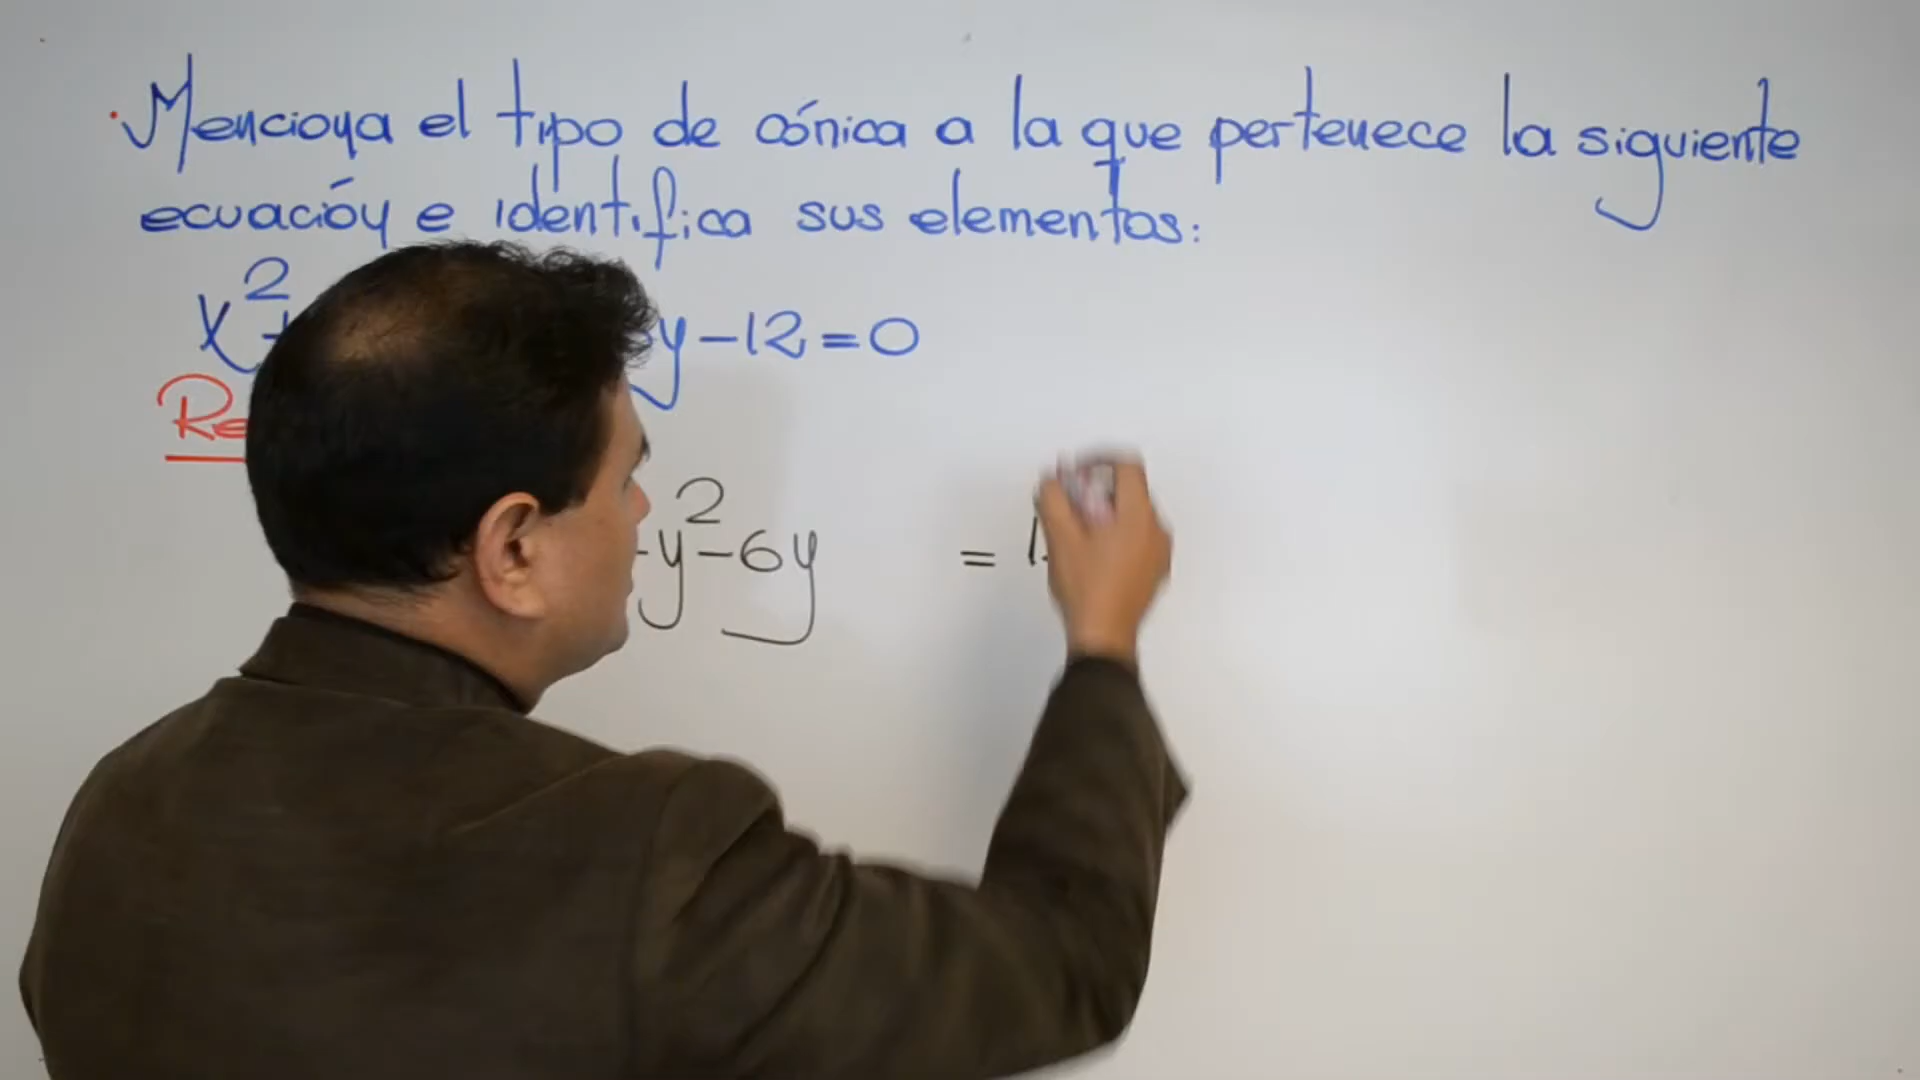 Menciona el tipo de cónica a la que pertenece la siguiente
ecuación e identifica sus elementos:
x²+ y-12=0
Re
y²-6y = 1